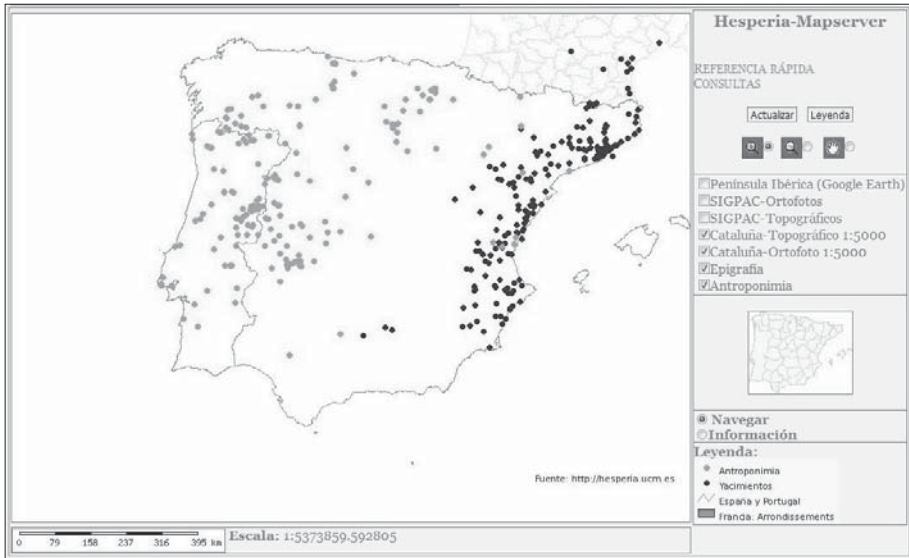 Hesperia-Mapserver
REFERENCIA RÁPIDA
CONSULTAS
Actualizar Leyenda
Península Ibérica (Google Earth)
SIGPAC-Ortofotos
SIGPAC-Topográficos
Cataluña-Topográfico 1:5000
Cataluña-Ortofoto 1:5000
Epigrafía
Antroponimia
Navegar
Información
Leyenda:
Antroponimia
Yacimientos
España y Portugal
Francia: Arrondissements
Fuente: http://hesperia.ucm.es
0 79 158 237 316 395 km
Escala: 1:5373859.592805